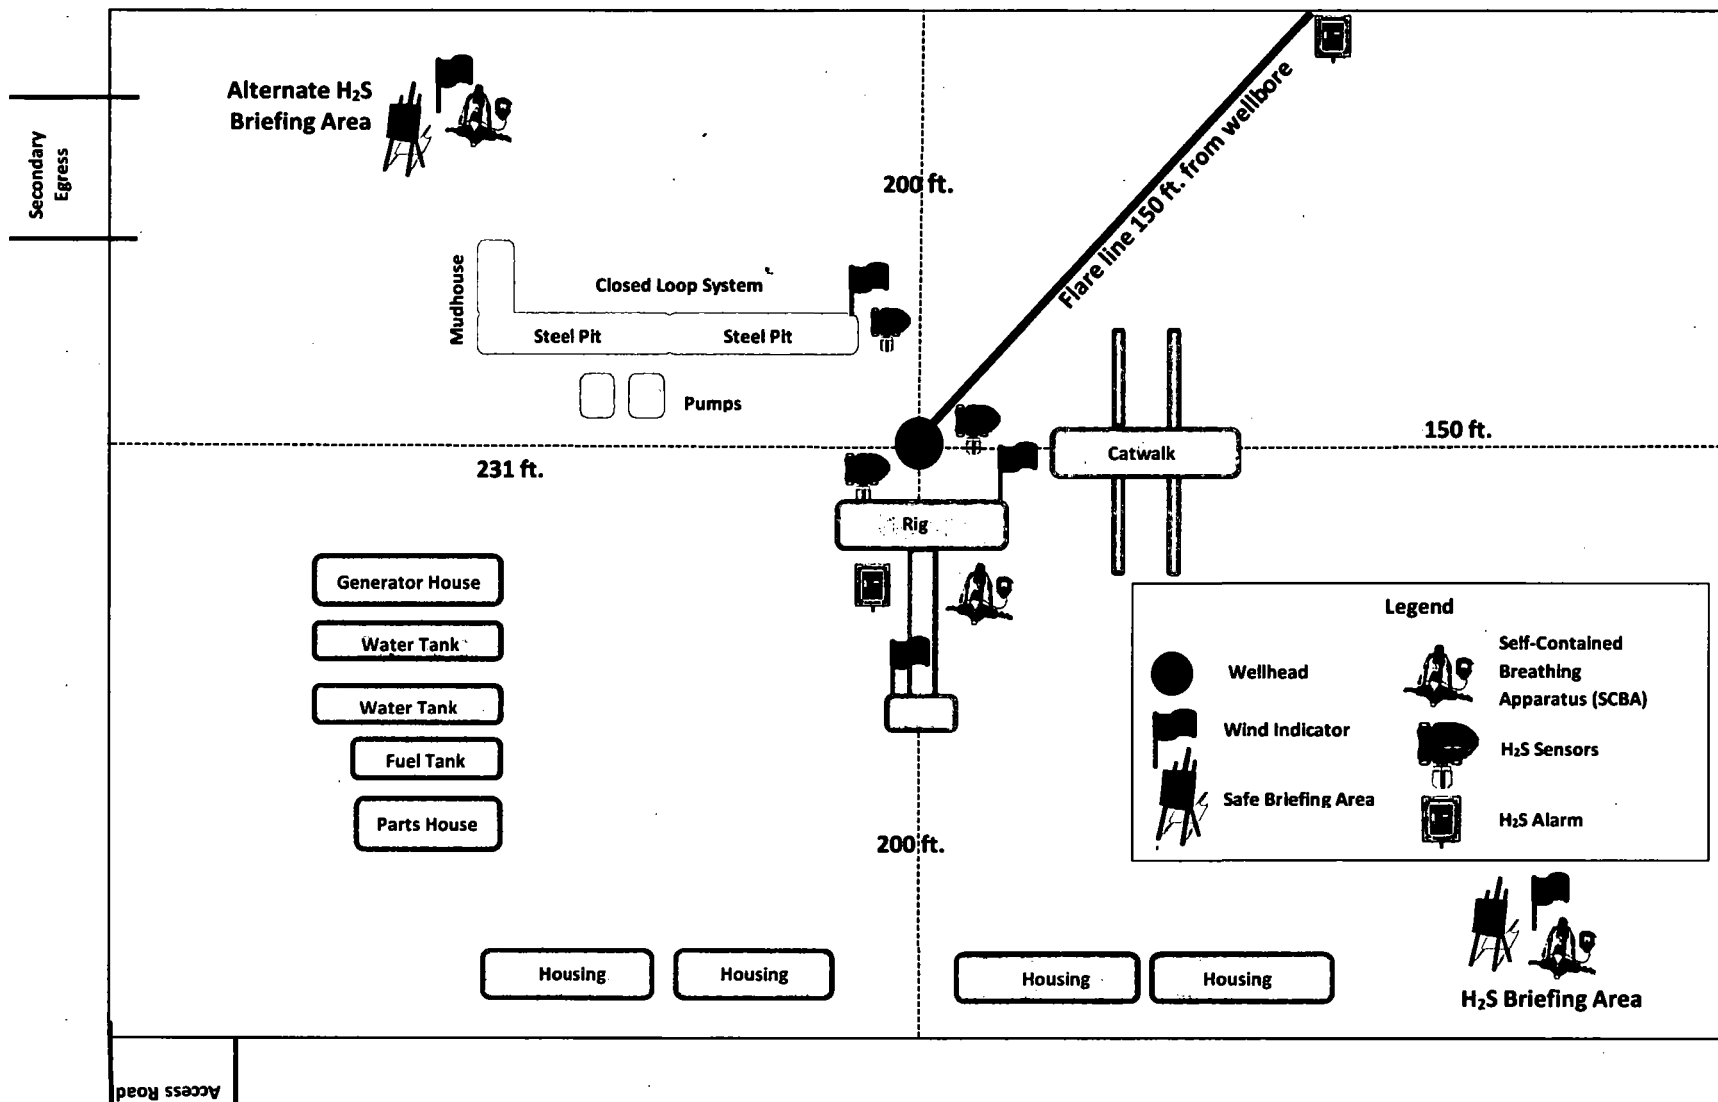 Alternate H₂S
Briefing Area
Secondary
Egress
200 ft.
Flare line 150 ft. from wellbore
Mudhouse
Closed Loop System
Steel Pit
Steel Pit
Pumps
231 ft.
150 ft.
Catwalk
Rig
Generator House
Water Tank
Water Tank
Fuel Tank
Parts House
Legend
Wellhead
Wind Indicator
Safe Briefing Area
Self-Contained
Breathing
Apparatus (SCBA)
H₂S Sensors
H₂S Alarm
200 ft.
Housing
Housing
Housing
Housing
H₂S Briefing Area
Access Road